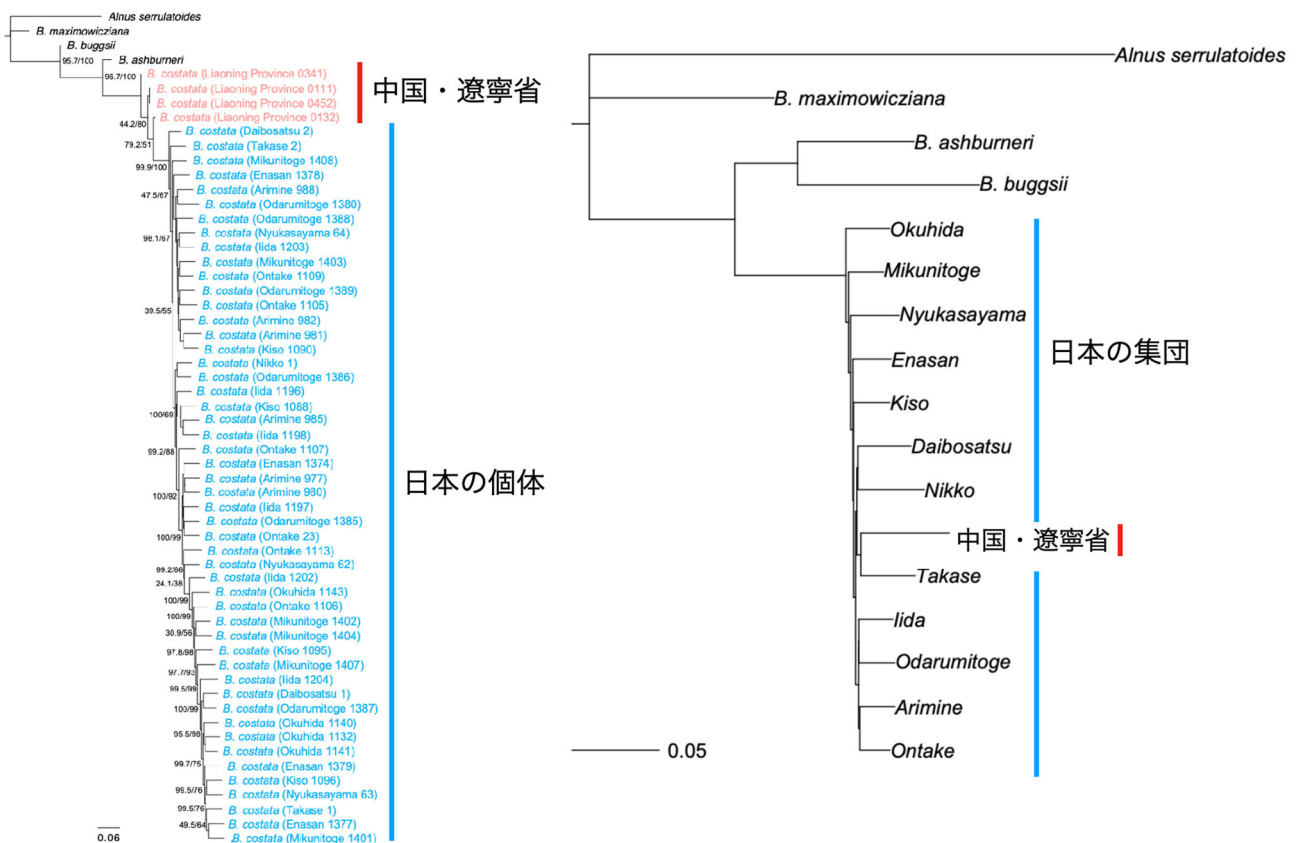 Alnus serrulatoides
B. maximowicziana
B. buggsii
95.7/100
B. ashburneri
96.7/100
B. costata (Liaoning Province 0341)
B. costata (Liaoning Province 0111)
B. costata (Liaoning Province 0452)
B. costata (Liaoning Province 0132)
中国・遼寧省
44.2/80
B. costata (Daibosatsu 2)
79.2/51
B. costata (Takase 2)
B. costata (Mikunitoge 1408)
99.9/100
B. costata (Enasan 1378)
B. costata (Arimine 988)
47.5/67
B. costata (Odarumitoge 1380)
B. costata (Odarumitoge 1388)
B. costata (Nyukasayama 64)
98.1/67
B. costata (Iida 1203)
B. costata (Mikunitoge 1403)
B. costata (Ontake 1109)
B. costata (Odarumitoge 1389)
B. costata (Ontake 1105)
39.5/55
B. costata (Arimino 982)
B. costata (Arimine 981)
B. costata (Kiso 1090)
B. costata (Nikko 1)
B. costata (Odarumitoge 1386)
B. costata (Iida 1196)
B. costata (Kiso 1088)
100/69
B. costata (Arimine 985)
B. costata (Iida 1198)
B. costata (Ontake 1107)
99.2/88
B. costata (Enasan 1374)
B. costata (Arimine 977)
日本の個体
B. costata (Arimine 980)
100/92
B. costata (Iida 1197)
B. costata (Odarumitoge 1385)
B. costata (Ontake 23)
100/99
B. costata (Ontake 1113)
B. costata (Nyukasayama 62)
99.2/66
B. costata (Iida 1202)
24.1/38
B. costata (Okuhida 1143)
100/99
B. costata (Ontake 1106)
100/99
B. costata (Mikunitoge 1402)
30.9/56
B. costata (Mikunitoge 1404)
B. costata (Kiso 1095)
97.8/98
B. costata (Mikunitoge 1407)
97.7/93
B. costata (Iida 1204)
99.5/99
B. costata (Daibosatsu 1)
B. costata (Odarumitoge 1387)
100/99
B. costata (Okuhida 1140)
B. costata (Okuhida 1132)
95.5/98
B. costata (Okuhida 1141)
B. costata (Enasan 1379)
99.7/75
B. costata (Kiso 1096)
99.5/76
B. costata (Nyukasayama 63)
99.5/76
B. costata (Takase 1)
B. costata (Enasan 1377)
49.5/64
B. costata (Mikunitoge 1401)
0.06
Alnus serrulatoides
B. maximowicziana
B. ashburneri
B. buggsii
Okuhida
Mikunitoge
Nyukasayama
日本の集団
Enasan
Kiso
Daibosatsu
Nikko
中国・遼寧省
Takase
Iida
Odarumitoge
Arimine
Ontake
0.05